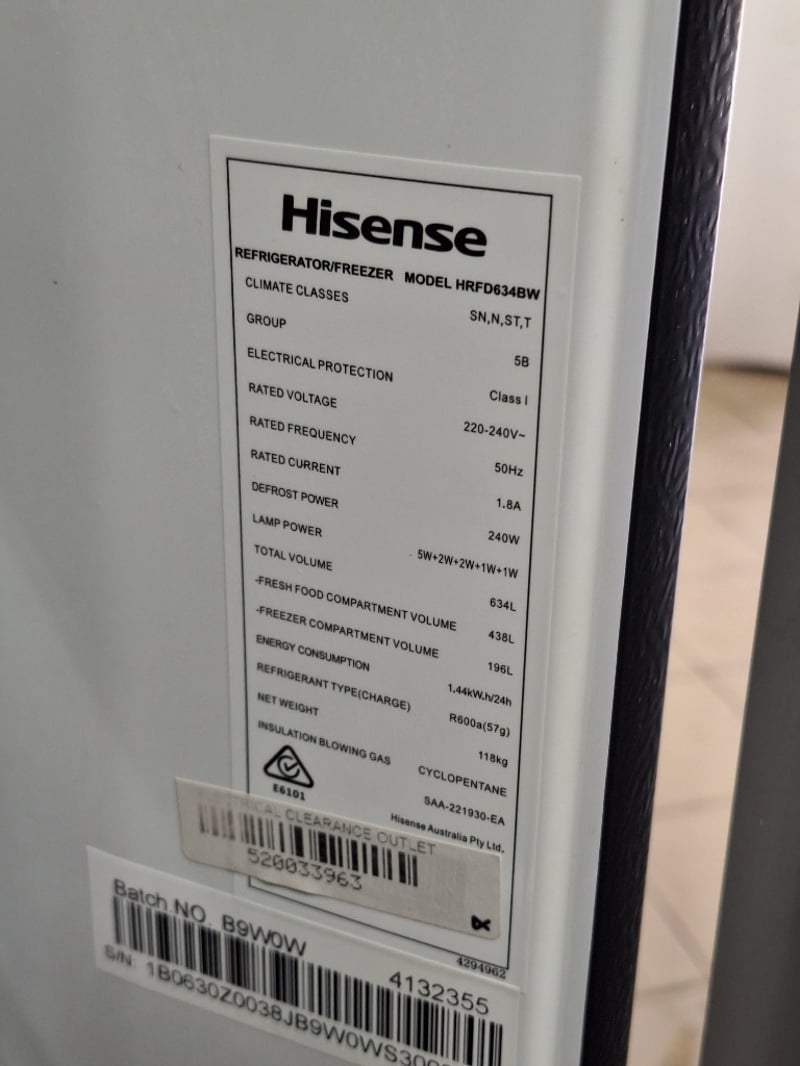 Hisense
REFRIGERATOR/FREEZER MODEL HRFD634BW
CLIMATE CLASSES SN,N,ST,T
GROUP 5B
ELECTRICAL PROTECTION Class I
RATED VOLTAGE 220-240V~
RATED FREQUENCY 50Hz
RATED CURRENT 1.8A
DEFROST POWER 240W
LAMP POWER 5W+2W+2W+1W+1W
TOTAL VOLUME 634L
-FRESH FOOD COMPARTMENT VOLUME 438L
-FREEZER COMPARTMENT VOLUME 196L
ENERGY CONSUMPTION 1.44kW.h/24h
REFRIGERANT TYPE(CHARGE) R600a(57g)
NET WEIGHT 118kg
INSULATION BLOWING GAS CYCLOPENTANE
SAA-221930-EA
E6101
Hisense Australia Pty Ltd.
CLEARANCE OUTLET
520033963
4294962
Batch NO. B9W0W 4132355